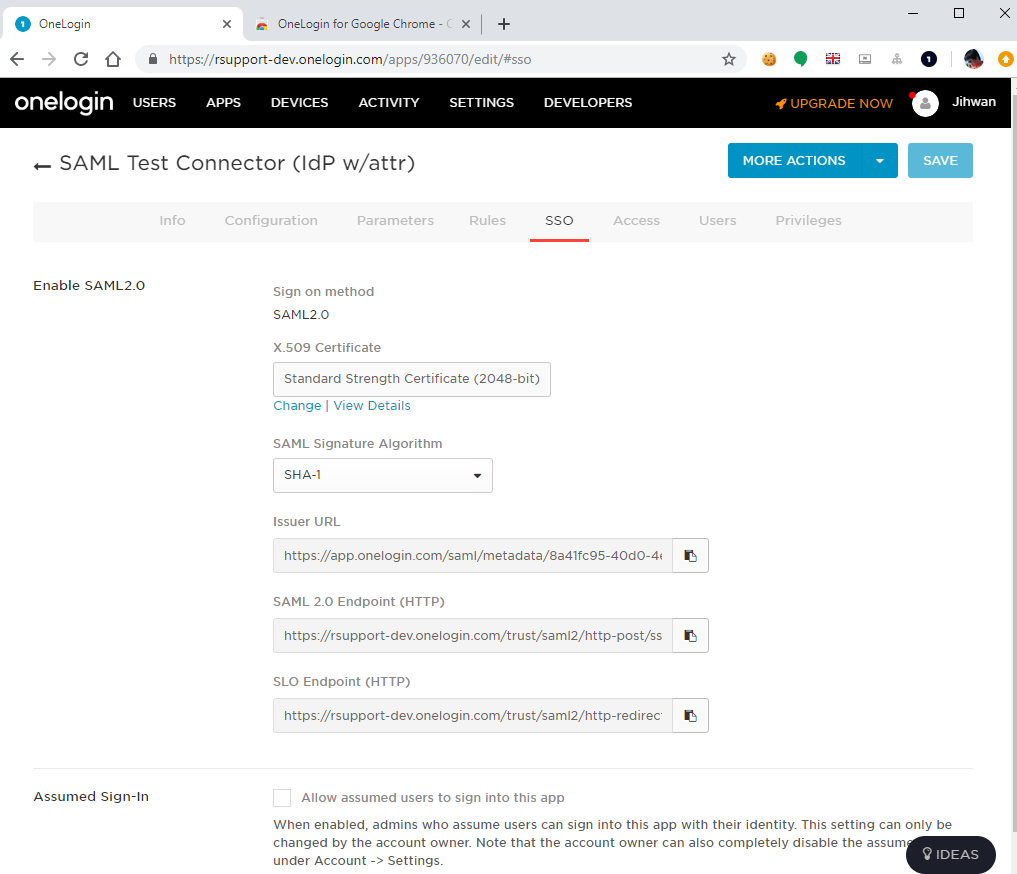 OneLogin
OneLogin for Google Chrome - 
https://rsupport-dev.onelogin.com/apps/936070/edit/#sso
onelogin USERS APPS DEVICES ACTIVITY SETTINGS DEVELOPERS UPGRADE NOW Jihwan
SAML Test Connector (IdP w/attr) MORE ACTIONS SAVE
Info Configuration Parameters Rules SSO Access Users Privileges
Enable SAML2.0
Sign on method
SAML2.0
X.509 Certificate
Standard Strength Certificate (2048-bit)
Change | View Details
SAML Signature Algorithm
SHA-1
Issuer URL
https://app.onelogin.com/saml/metadata/8a41fc95-40d0-4
SAML 2.0 Endpoint (HTTP)
https://rsupport-dev.onelogin.com/trust/saml2/http-post/ss
SLO Endpoint (HTTP)
https://rsupport-dev.onelogin.com/trust/saml2/http-redirec
Assumed Sign-In
Allow assumed users to sign into this app
When enabled, admins who assume users can sign into this app with their identity. This setting can only be
changed by the account owner. Note that the account owner can also completely disable the assume
under Account -> Settings.
IDEAS